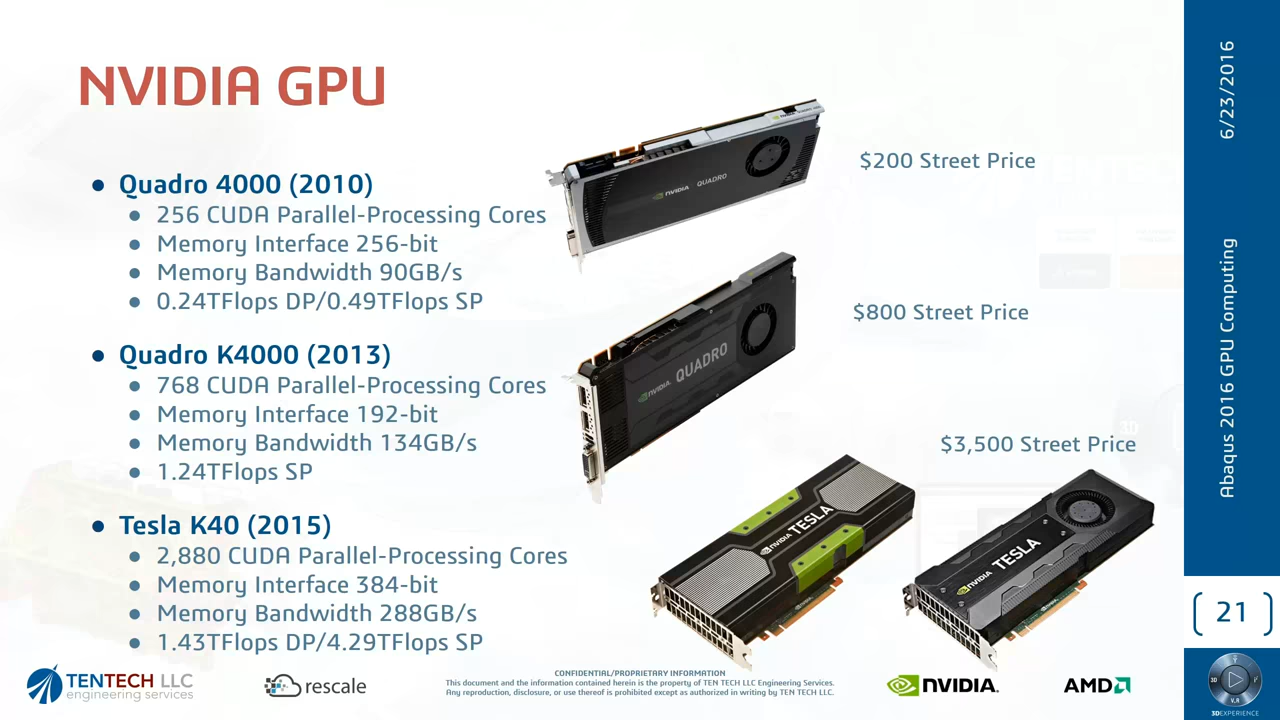 NVIDIA GPU
● Quadro 4000 (2010)
● 256 CUDA Parallel-Processing Cores
● Memory Interface 256-bit
● Memory Bandwidth 90GB/s
● 0.24TFlops DP/0.49TFlops SP
● Quadro K4000 (2013)
● 768 CUDA Parallel-Processing Cores
● Memory Interface 192-bit
● Memory Bandwidth 134GB/s
● 1.24TFlops SP
● Tesla K40 (2015)
● 2,880 CUDA Parallel-Processing Cores
● Memory Interface 384-bit
● Memory Bandwidth 288GB/s
● 1.43TFlops DP/4.29TFlops SP
$200 Street Price
NVIDIA QUADRO
$800 Street Price
NVIDIA QUADRO
$3,500 Street Price
NVIDIA TESLA
NVIDIA TESLA
6/23/2016
Abaqus 2016 GPU Computing
21
TENTECH LLC
engineering services
rescale
CONFIDENTIAL/PROPRIETARY INFORMATION
This document and the information contained herein is the property of TEN TECH LLC Engineering Services.
Any reproduction, disclosure, or use thereof is prohibited except as authorized in writing by TEN TECH LLC.
NVIDIA.
AMD
3D
V.R
3DEXPERIENCE